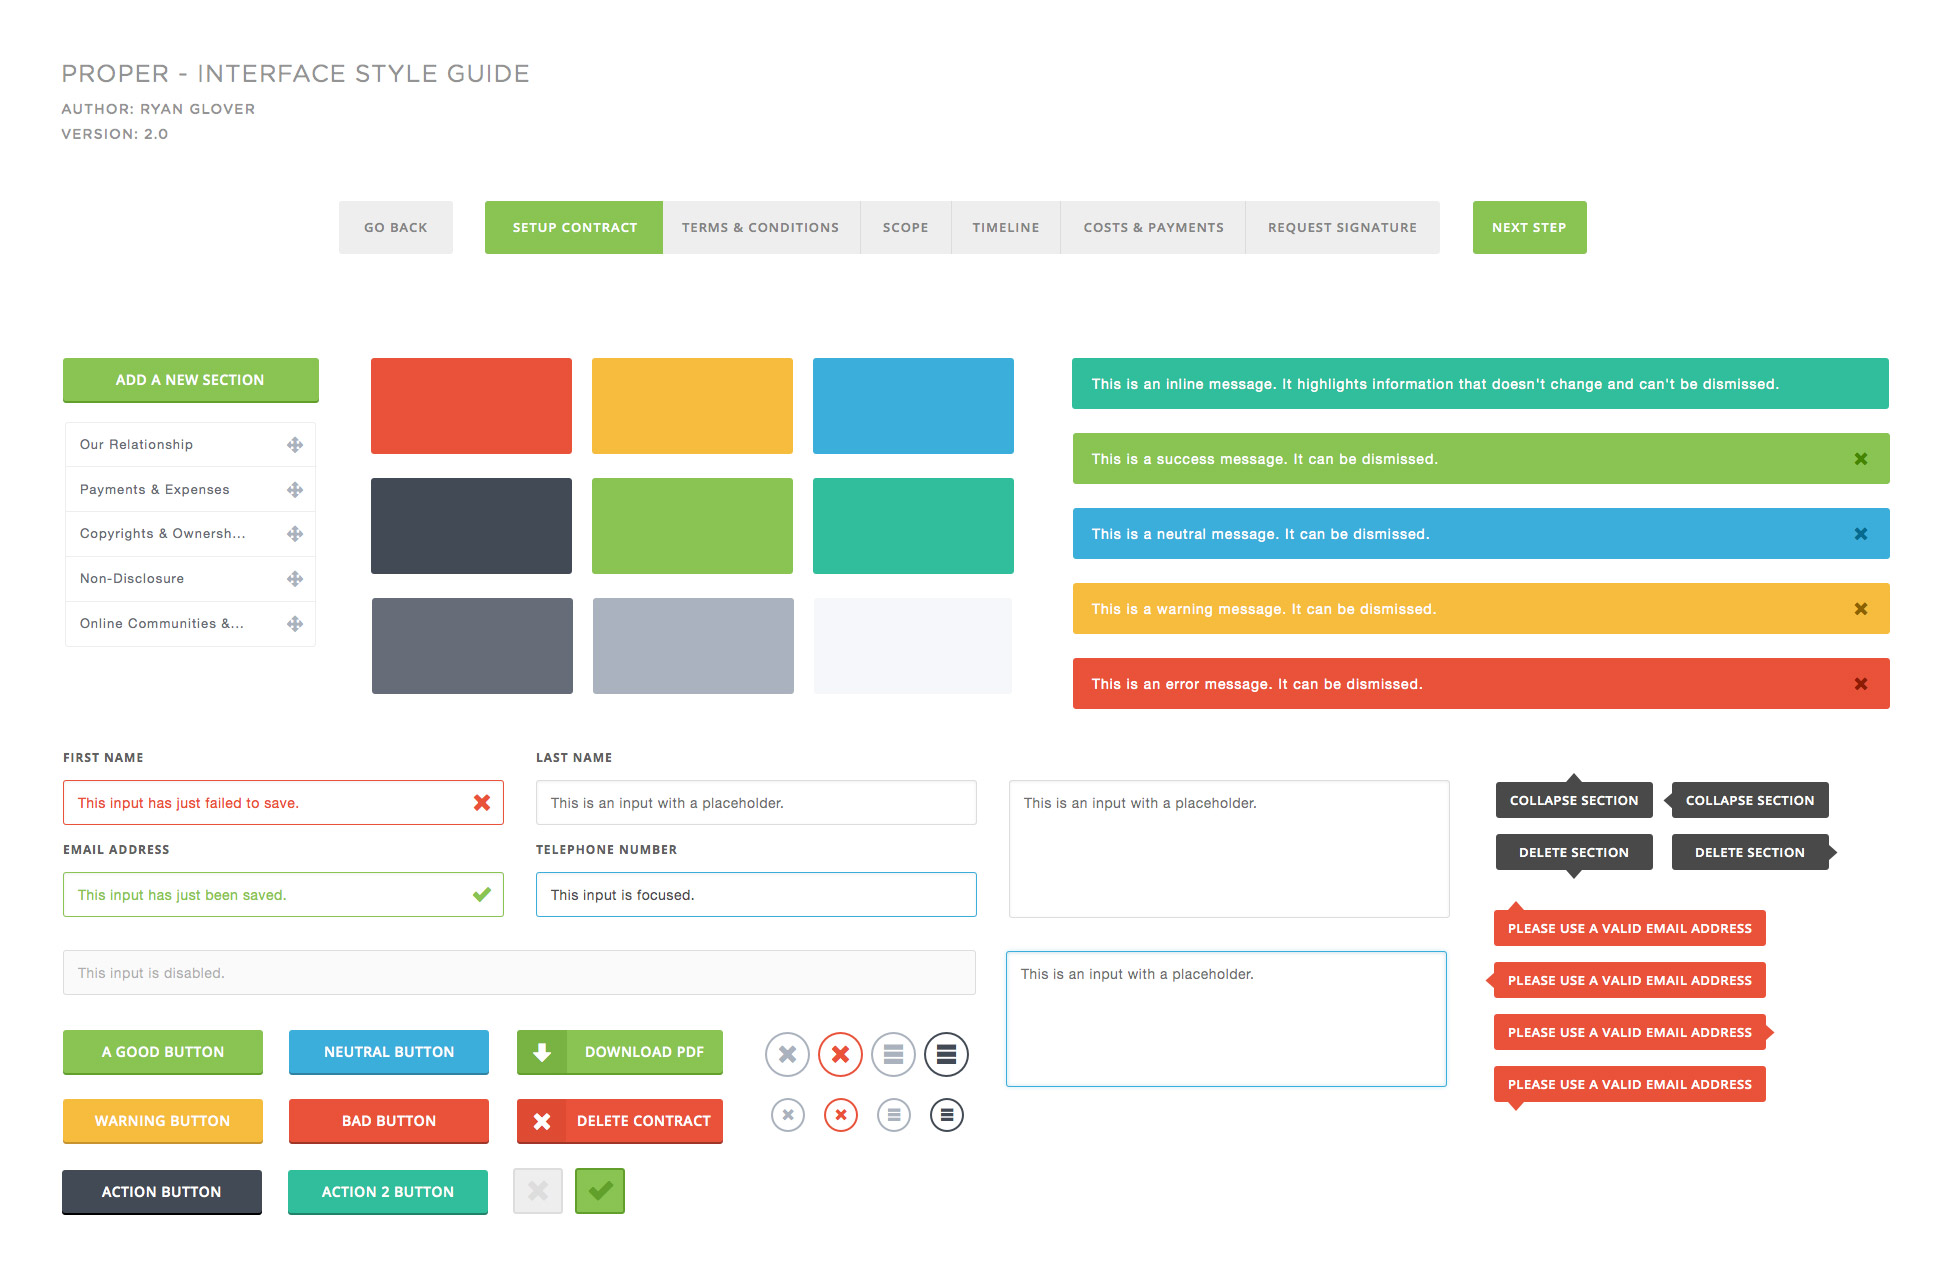 PROPER - INTERFACE STYLE GUIDE
AUTHOR: RYAN GLOVER
VERSION: 2.0
GO BACK
SETUP CONTRACT
TERMS & CONDITIONS
SCOPE
TIMELINE
COSTS & PAYMENTS
REQUEST SIGNATURE
NEXT STEP
ADD A NEW SECTION
Our Relationship
Payments & Expenses
Copyrights & Ownersh...
Non-Disclosure
Online Communities &...
This is an inline message. It highlights information that doesn't change and can't be dismissed.
This is a success message. It can be dismissed.
This is a neutral message. It can be dismissed.
This is a warning message. It can be dismissed.
This is an error message. It can be dismissed.
FIRST NAME
This input has just failed to save.
LAST NAME
This is an input with a placeholder.
EMAIL ADDRESS
This input has just been saved.
TELEPHONE NUMBER
This input is focused.
This input is disabled.
This is an input with a placeholder.
This is an input with a placeholder.
COLLAPSE SECTION
COLLAPSE SECTION
DELETE SECTION
DELETE SECTION
PLEASE USE A VALID EMAIL ADDRESS
PLEASE USE A VALID EMAIL ADDRESS
PLEASE USE A VALID EMAIL ADDRESS
PLEASE USE A VALID EMAIL ADDRESS
A GOOD BUTTON
NEUTRAL BUTTON
DOWNLOAD PDF
WARNING BUTTON
BAD BUTTON
DELETE CONTRACT
ACTION BUTTON
ACTION 2 BUTTON